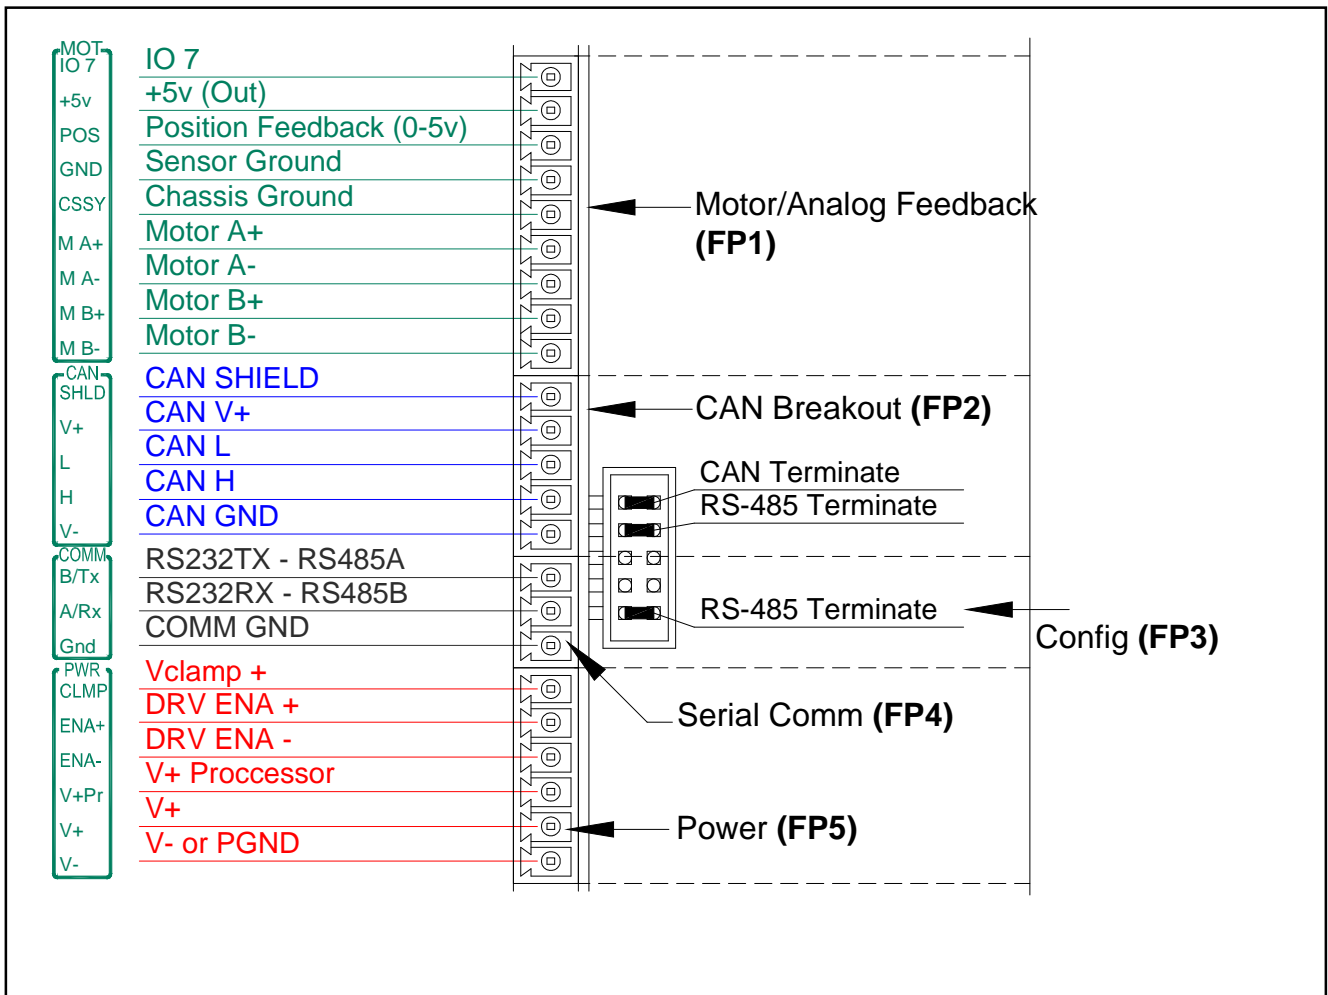 MOT
IO 7
+5v
POS
GND
CSSY
M A+
M A-
M B+
M B-
CAN
SHLD
V+
L
H
V-
COMM
B/Tx
A/Rx
Gnd
PWR
CLMP
ENA+
ENA-
V+Pr
V+
V-
IO 7
+5v (Out)
Position Feedback (0-5v)
Sensor Ground
Chassis Ground
Motor A+
Motor A-
Motor B+
Motor B-
CAN SHIELD
CAN V+
CAN L
CAN H
CAN GND
RS232TX - RS485A
RS232RX - RS485B
COMM GND
Vclamp +
DRV ENA +
DRV ENA -
V+ Proccessor
V+
V- or PGND
Motor/Analog Feedback
(FP1)
CAN Breakout (FP2)
CAN Terminate
RS-485 Terminate
RS-485 Terminate
Config (FP3)
Serial Comm (FP4)
Power (FP5)